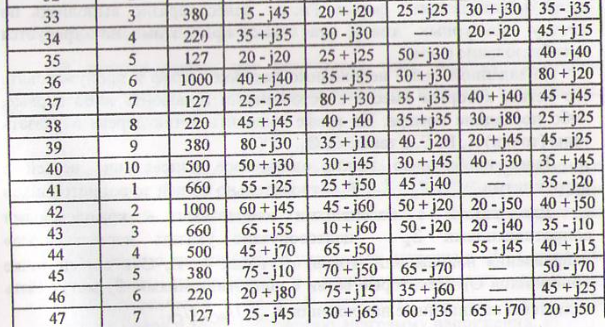 33 3 380 15 - j45 20 + j20 25 - j25 30 + j30 35 - j35
34 4 220 35 + j35 30 - j30 — 20 - j20 45 + j15
35 5 127 20 - j20 25 + j25 50 - j30 — 40 - j40
36 6 1000 40 + j40 35 - j35 30 + j30 — 80 + j20
37 7 127 25 - j25 80 + j30 35 - j35 40 + j40 45 - j45
38 8 220 45 + j45 40 - j40 35 + j35 30 - j80 25 + j25
39 9 380 80 - j30 35 + j10 40 - j20 20 + j45 45 - j25
40 10 500 50 + j30 30 - j45 30 + j45 40 - j30 35 + j45
41 1 660 55 - j25 25 + j50 45 - j40 — 35 - j20
42 2 1000 60 + j45 45 - j60 50 + j20 20 - j50 40 + j50
43 3 660 65 - j55 10 + j60 50 - j20 20 - j40 35 - j10
44 4 500 45 + j70 65 - j50 — 55 - j45 40 + j15
45 5 380 75 - j10 70 + j50 65 - j70 — 50 - j70
46 6 220 20 + j80 75 - j15 35 + j60 — 45 + j25
47 7 127 25 - j45 30 + j65 60 - j35 65 + j70 20 - j50